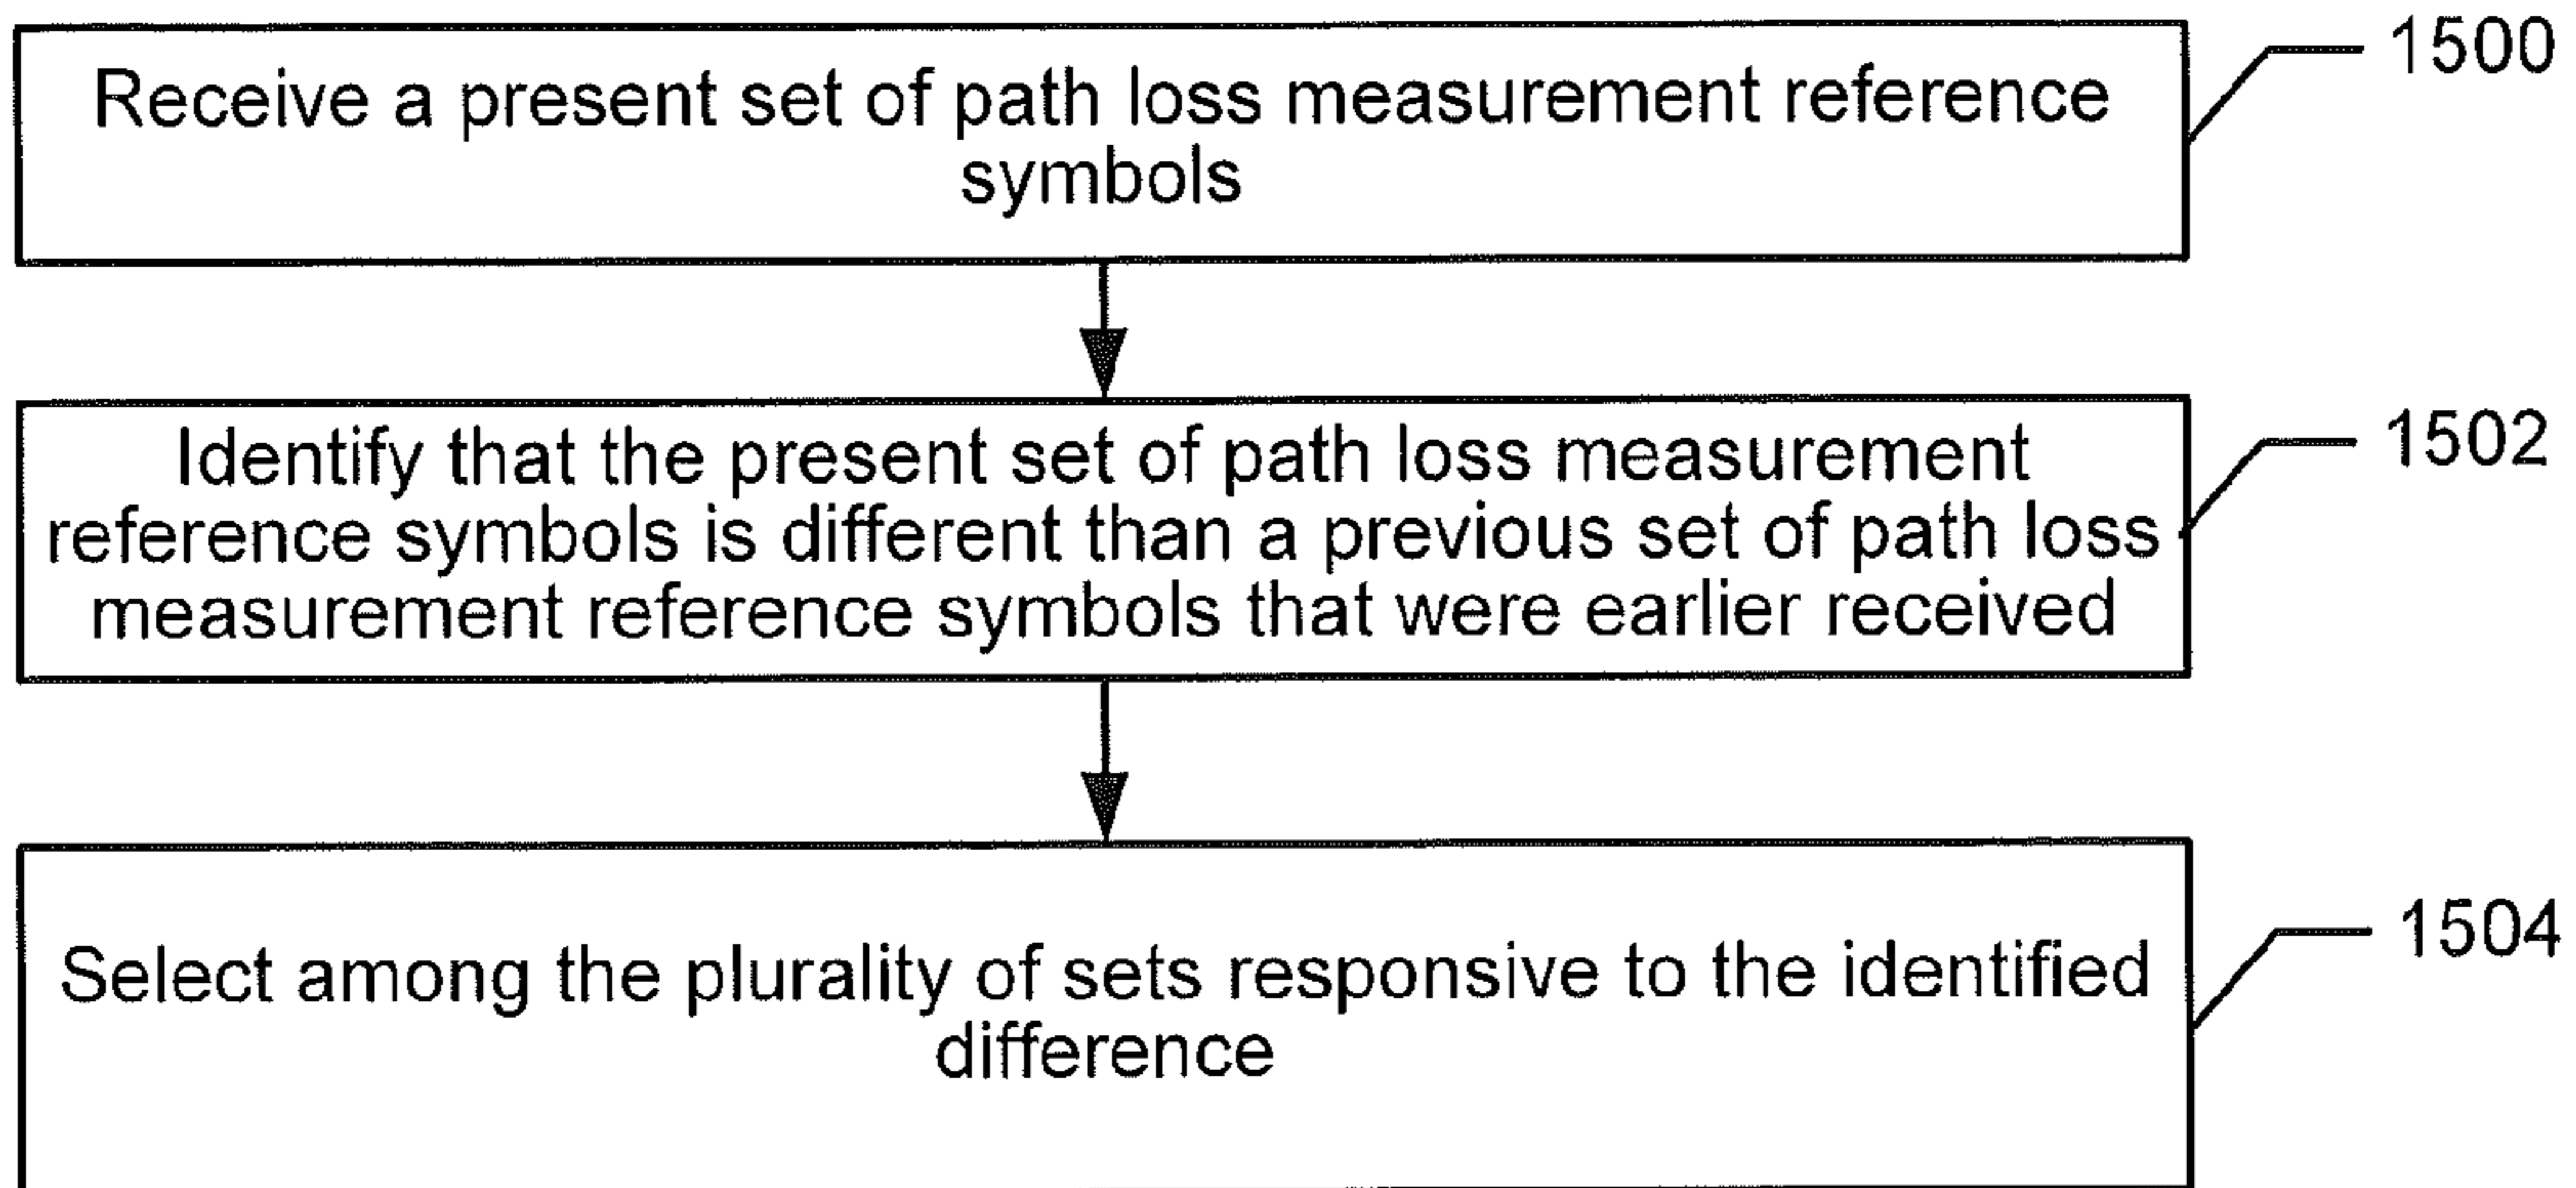 Receive a present set of path loss measurement reference
symbols
1500
Identify that the present set of path loss measurement
reference symbols is different than a previous set of path loss
measurement reference symbols that were earlier received
1502
Select among the plurality of sets responsive to the identified
difference
1504